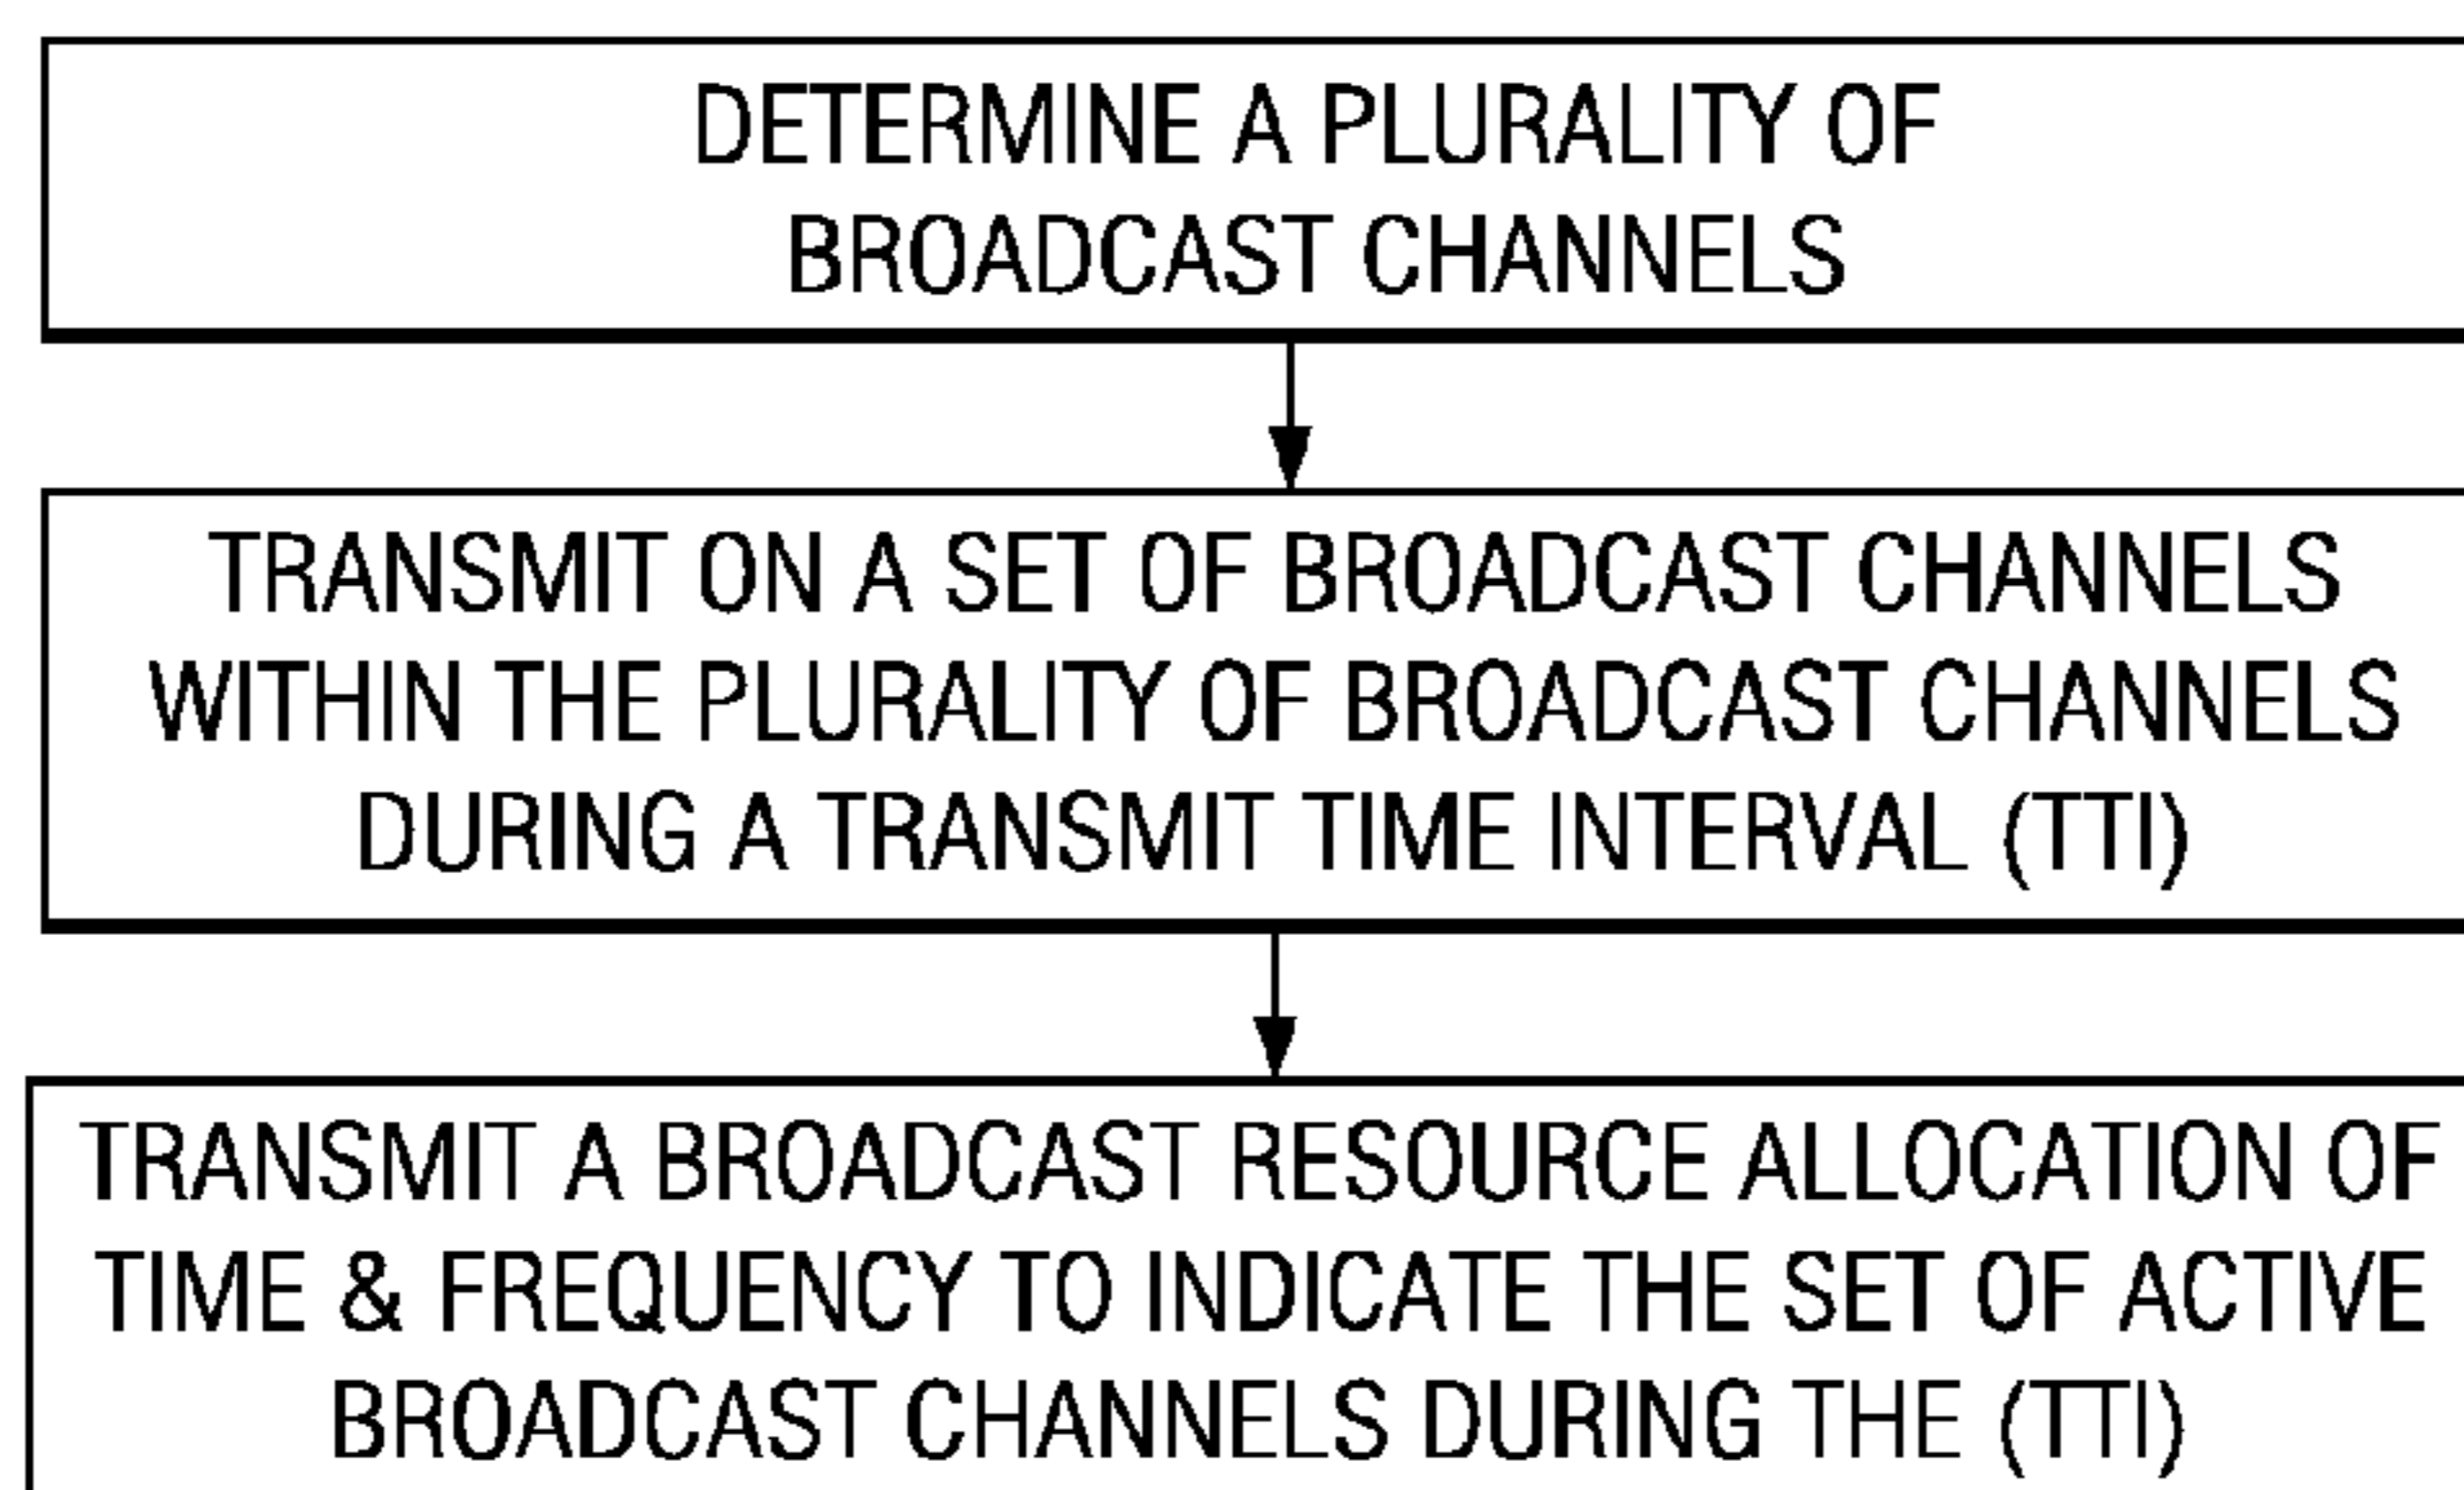 DETERMINE A PLURALITY OF
BROADCAST CHANNELS
TRANSMIT ON A SET OF BROADCAST CHANNELS
WITHIN THE PLURALITY OF BROADCAST CHANNELS
DURING A TRANSMIT TIME INTERVAL (TTI)
TRANSMIT A BROADCAST RESOURCE ALLOCATION OF
TIME & FREQUENCY TO INDICATE THE SET OF ACTIVE
BROADCAST CHANNELS DURING THE (TTI)